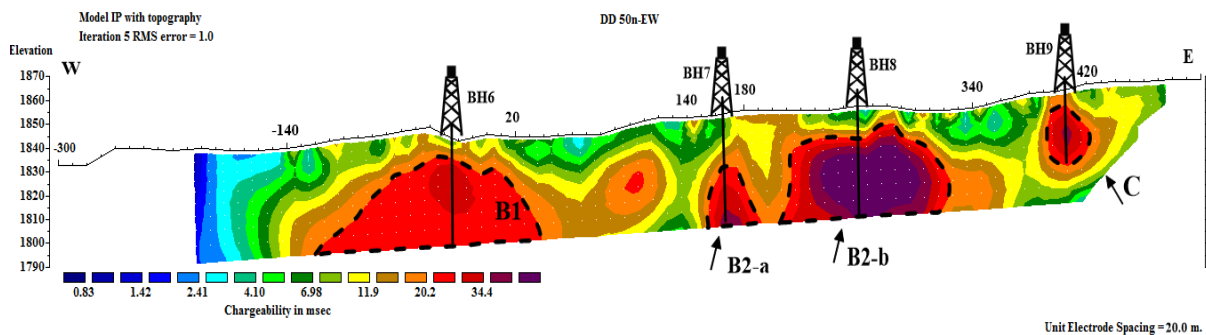 Model IP with topography
DD 50n-EW
Iteration 5 RMS error = 1.0
Elevation
W
E
BH6
BH7
BH8
BH9
1870
1860
1850
1840
1830
1820
1810
1800
1790
-300
-140
20
140
180
340
420
B1
B2-a
B2-b
C
0.83 1.42 2.41 4.10 6.98 11.9 20.2 34.4
Chargeability in msec
Unit Electrode Spacing = 20.0 m.